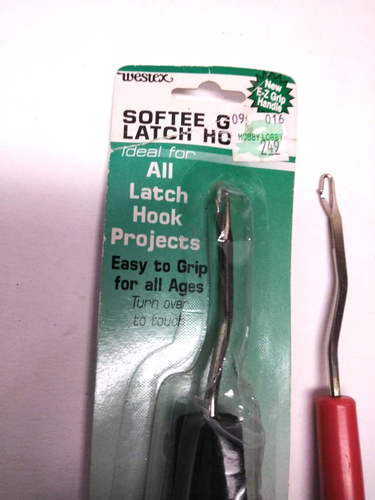 Westex
New
E-Z Grip
Handle
SOFTEE G
LATCH HO
09 016
HOBBY LOBBY
249
Ideal for
All
Latch
Hook
Projects
Easy to Grip
for all Ages
Turn over
to touch